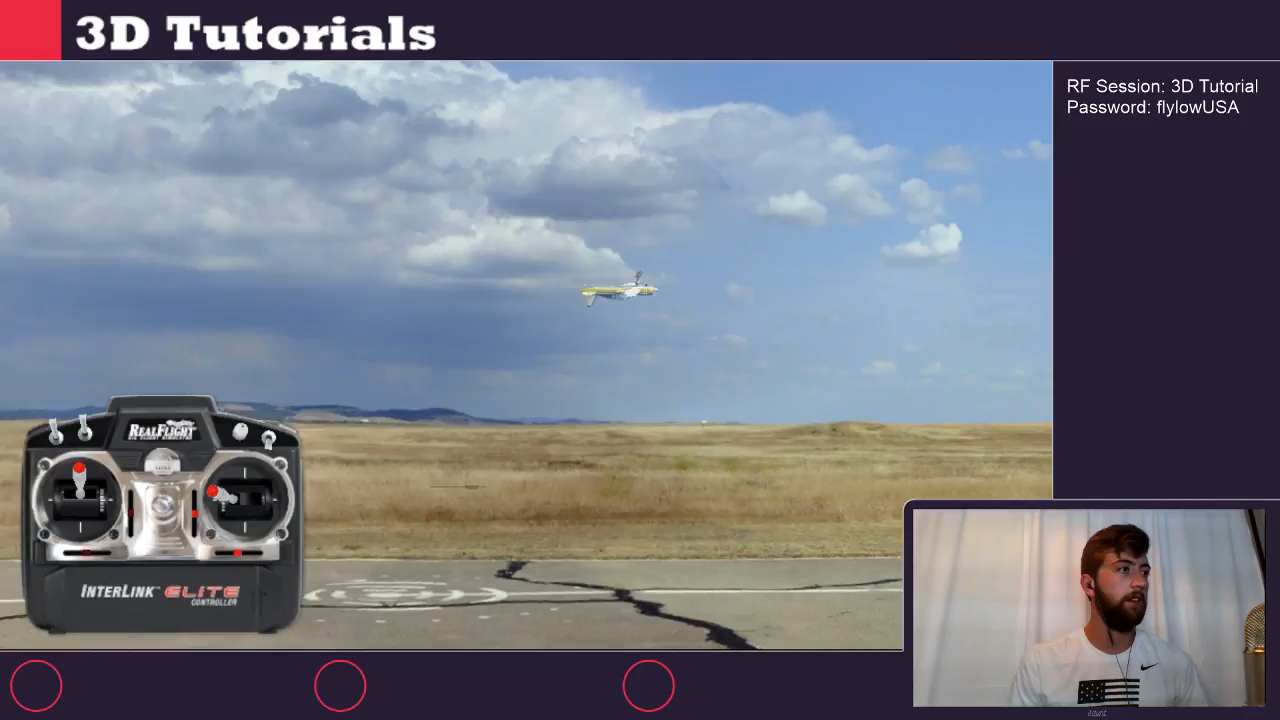 3D Tutorials
RF Session: 3D Tutorial
Password: flylowUSA
REALFLIGHT
INTERLINK ELITE
CONTROLLER